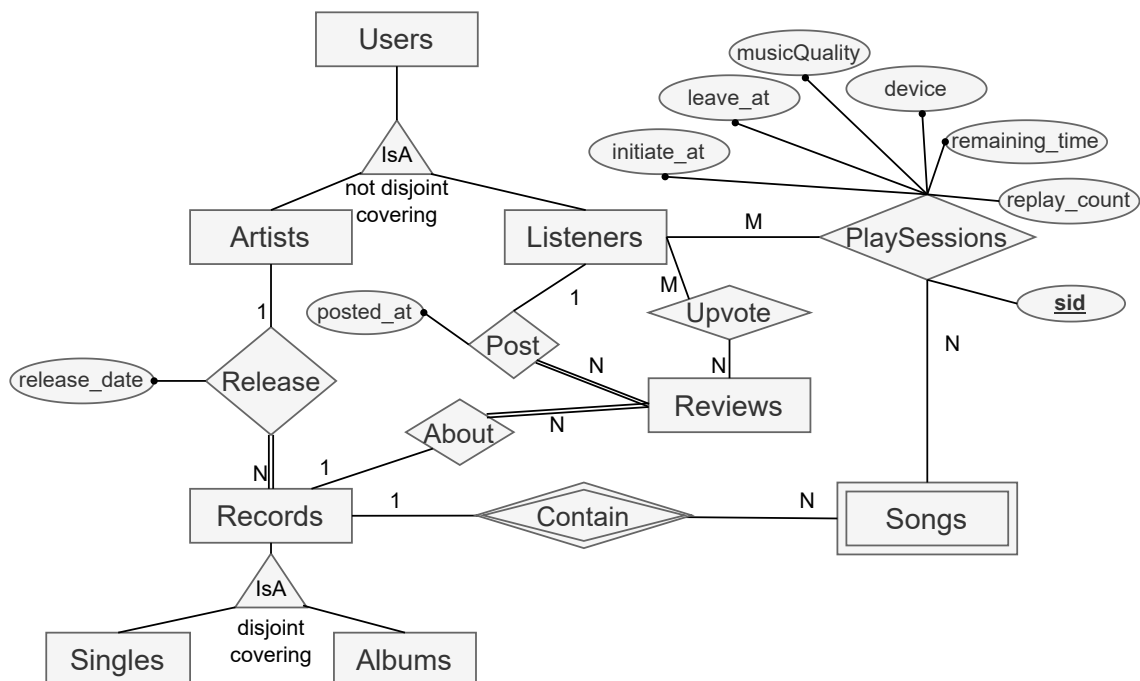 Users
musicQuality
device
leave_at
remaining_time
initiate_at
IsA
not disjoint
covering
replay_count
Artists
Listeners
M
PlaySessions
M
1
1
posted_at
Upvote
sid
Post
N
N
N
release_date
Release
Reviews
About
N
N
1
Records
1
Contain
N
Songs
IsA
disjoint
covering
Singles
Albums